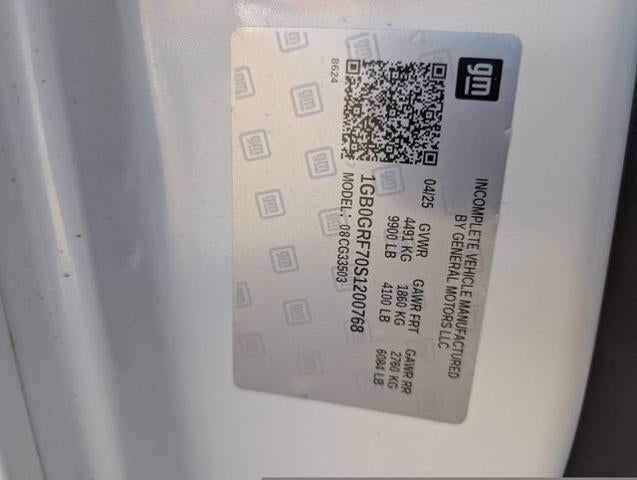 gm
INCOMPLETE VEHICLE MANUFACTURED
BY GENERAL MOTORS LLC
04/25 GVWR GAWR FRT GAWR RR
4491 KG 1860 KG 2760 KG
9900 LB 4100 LB 6084 LB
1GB0GRF70S1200768
MODEL: 08CG33503
8624